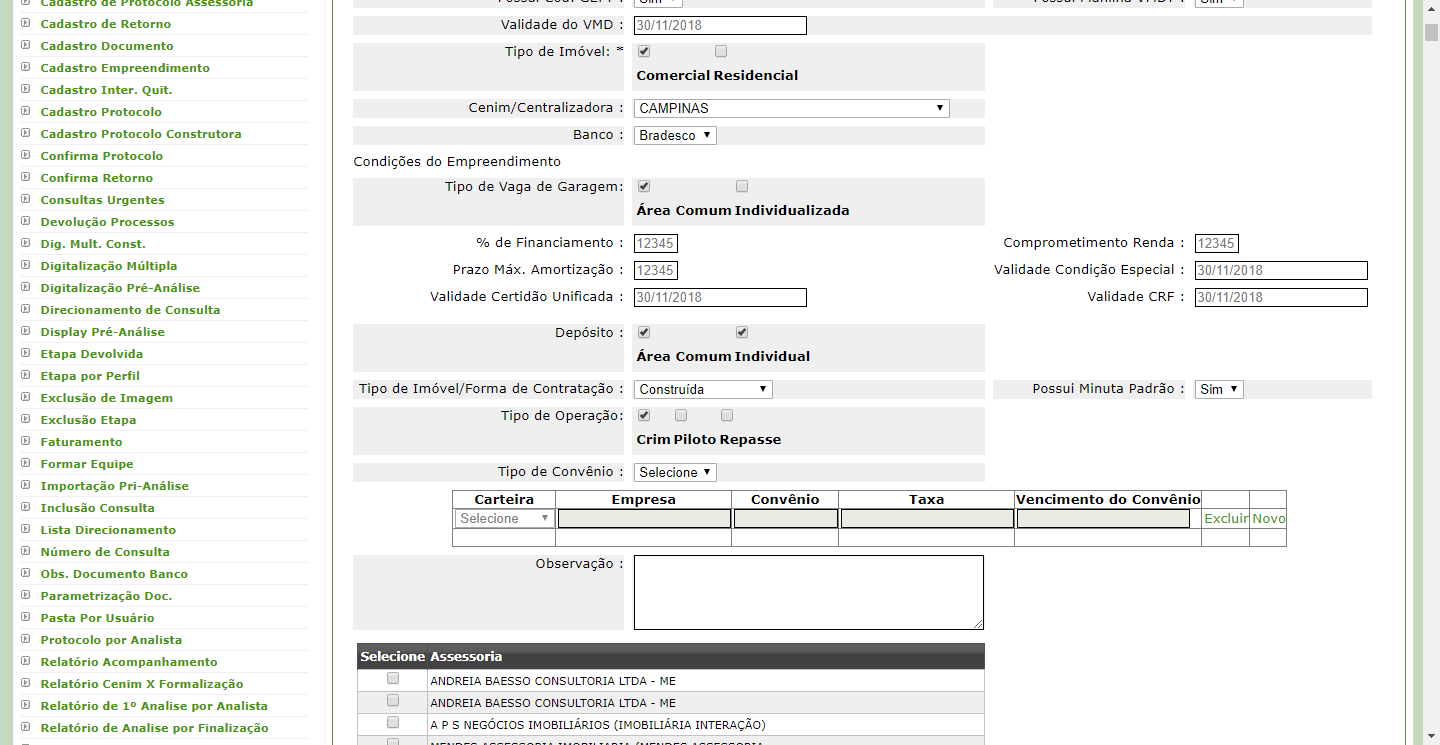 Cadastro de Protocolo Assessoria
Cadastro de Retorno
Cadastro Documento
Cadastro Empreendimento
Cadastro Inter. Quit.
Cadastro Protocolo
Cadastro Protocolo Construtora
Confirma Protocolo
Confirma Retorno
Consultas Urgentes
Devolução Processos
Dig. Mult. Const.
Digitalização Múltipla
Digitalização Pré-Análise
Direcionamento de Consulta
Display Pré-Análise
Etapa Devolvida
Etapa por Perfil
Exclusão de Imagem
Exclusão Etapa
Faturamento
Formar Equipe
Importação Pri-Análise
Inclusão Consulta
Lista Direcionamento
Número de Consulta
Obs. Documento Banco
Parametrização Doc.
Pasta Por Usuário
Protocolo por Analista
Relatório Acompanhamento
Relatório Cenim X Formalização
Relatório de 1º Analise por Analista
Relatório de Analise por Finalização
Validade do VMD : 30/11/2018
Tipo de Imóvel: *
Comercial Residencial
Cenim/Centralizadora : CAMPINAS
Banco : Bradesco
Condições do Empreendimento
Tipo de Vaga de Garagem:
Área Comum Individualizada
% de Financiamento : 12345 Comprometimento Renda : 12345
Prazo Máx. Amortização : 12345 Validade Condição Especial : 30/11/2018
Validade Certidão Unificada : 30/11/2018 Validade CRF : 30/11/2018
Depósito :
Área Comum Individual
Tipo de Imóvel/Forma de Contratação : Construída Possui Minuta Padrão : Sim
Tipo de Operação:
Crim Piloto Repasse
Tipo de Convênio : Selecione
Carteira Empresa Convênio Taxa Vencimento do Convênio
Selecione Excluir Novo
Observação :
Selecione Assessoria
ANDREIA BAESSO CONSULTORIA LTDA - ME
ANDREIA BAESSO CONSULTORIA LTDA - ME
A P S NEGÓCIOS IMOBILIÁRIOS (IMOBILIÁRIA INTERAÇÃO)
MENDES ASSESSORIA IMOBILIARIA (MENDES ASSESSORIA